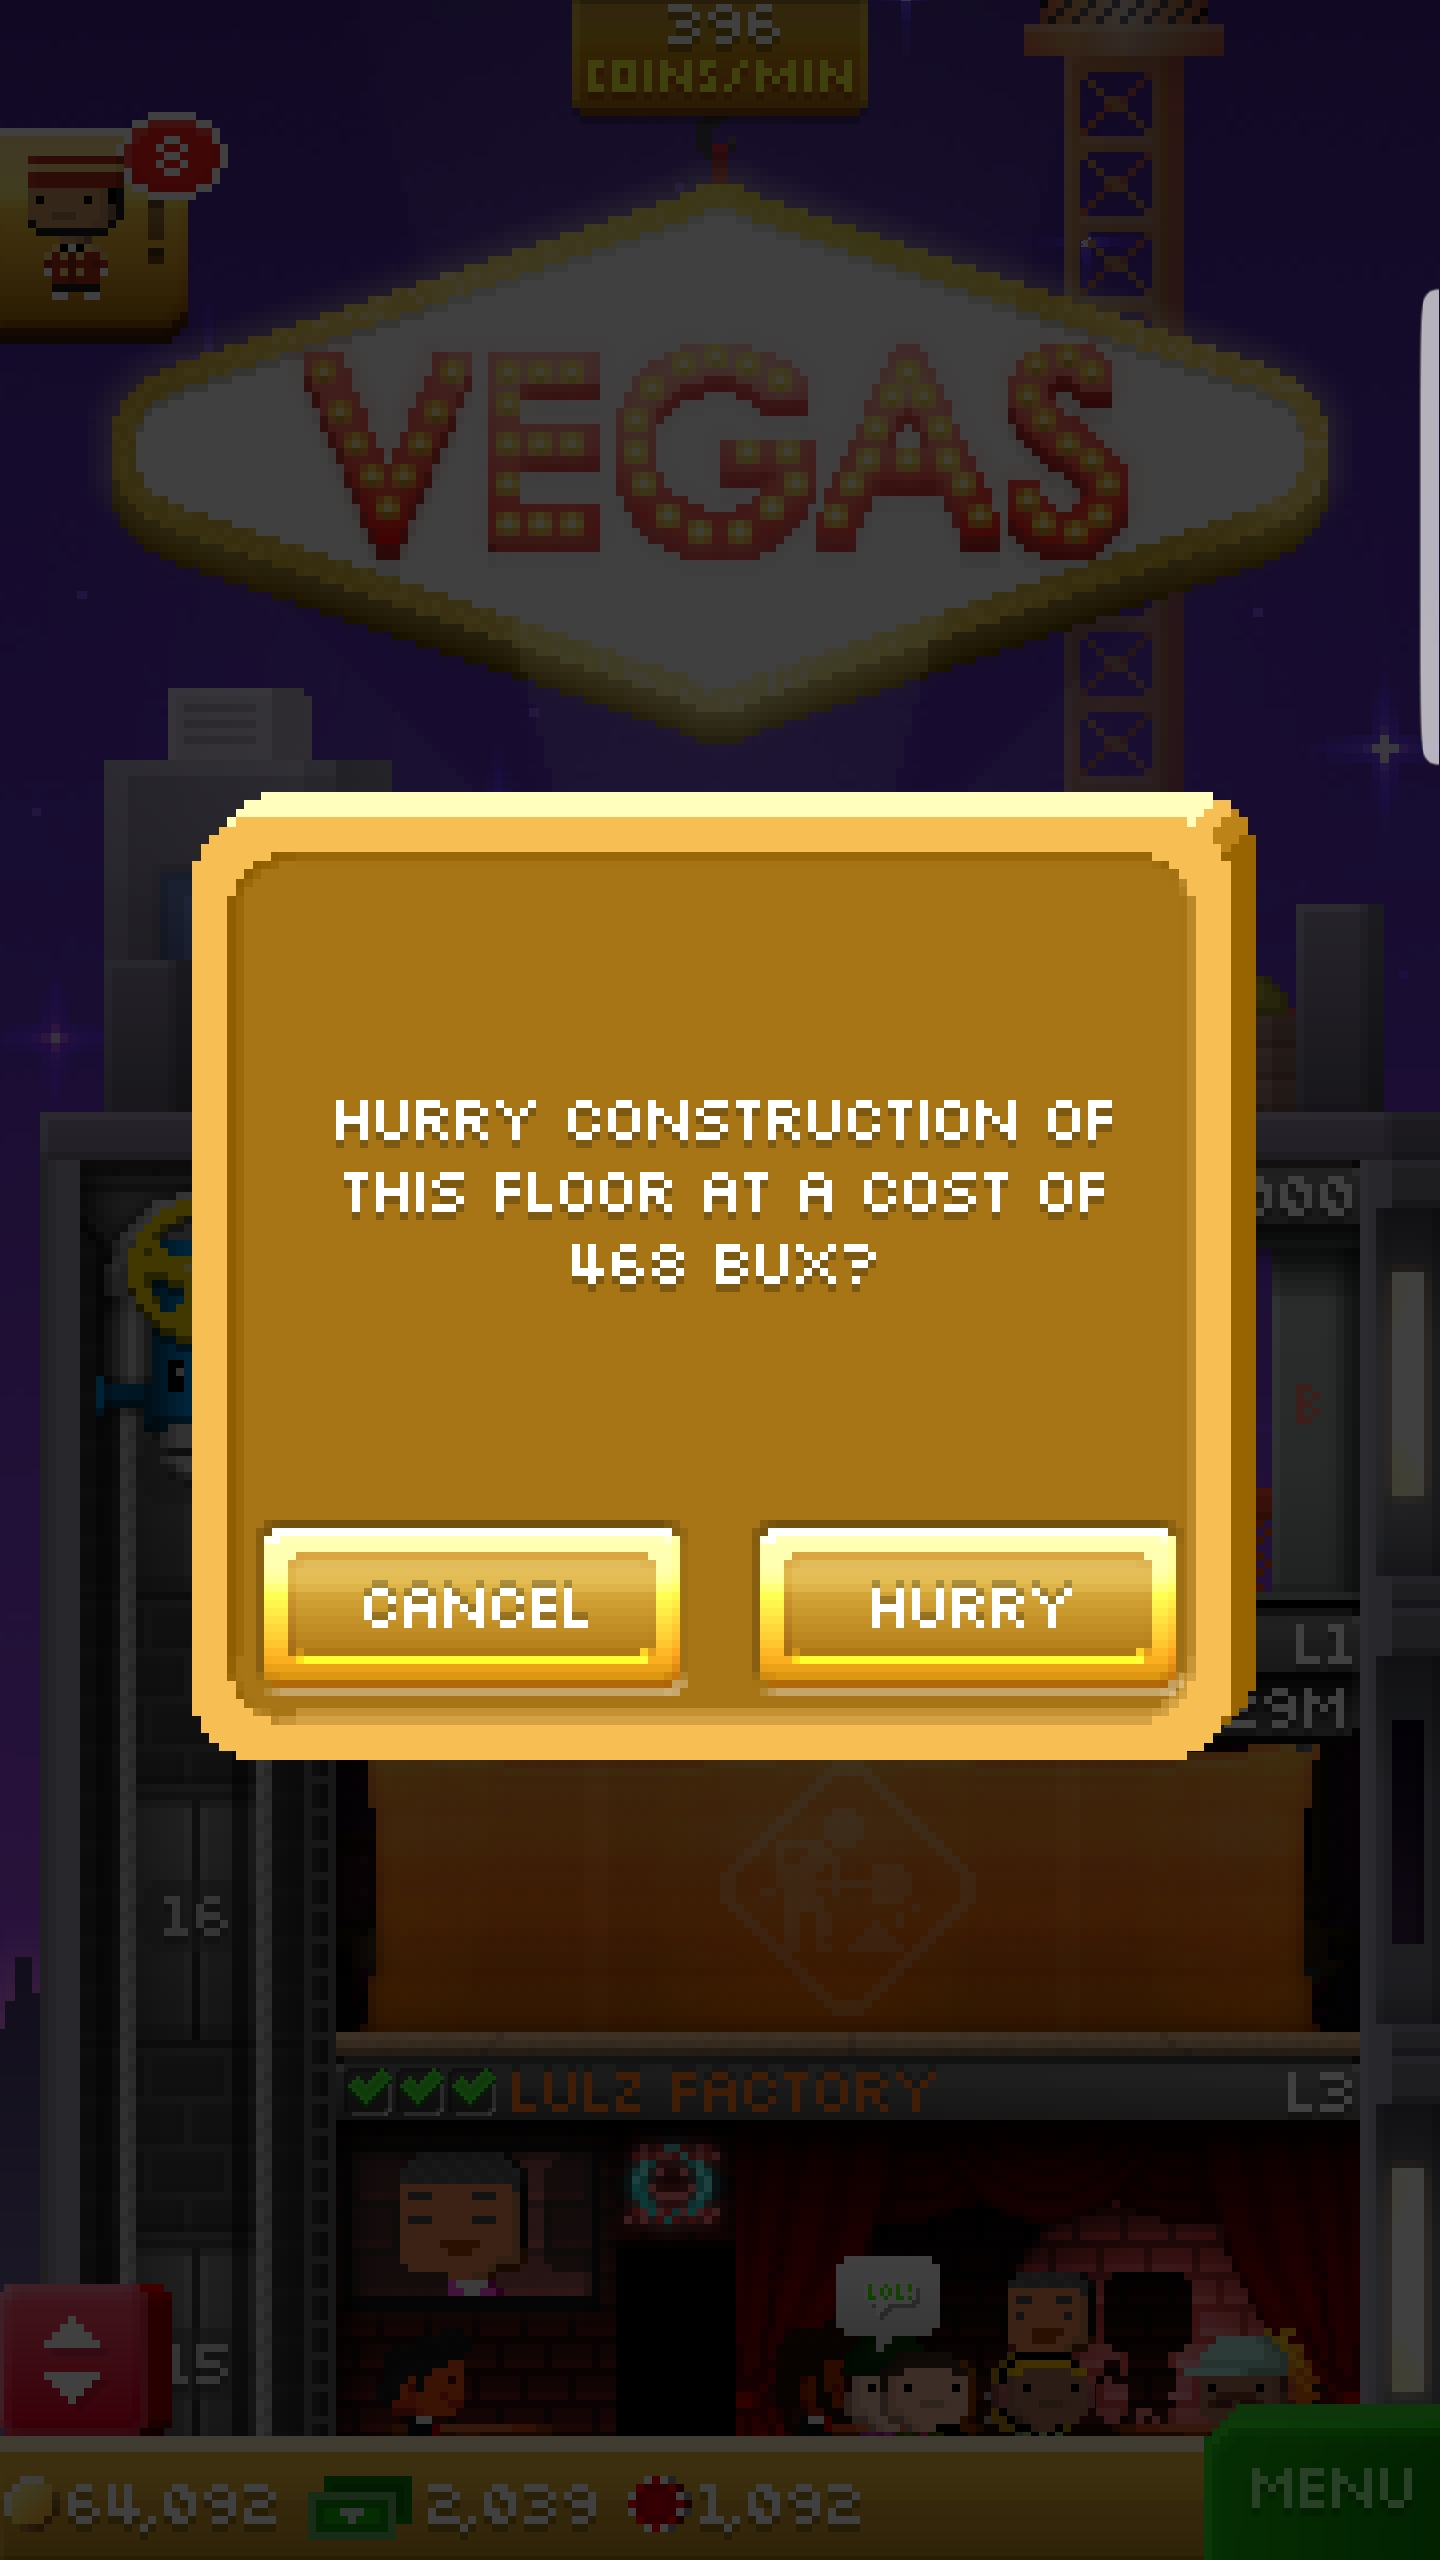 396
COINS/MIN
8
VEGAS
HURRY CONSTRUCTION OF
THIS FLOOR AT A COST OF
468 BUX?
000
B
CANCEL
HURRY
L1
29M
16
LULZ FACTORY
L3
LOL!
15
64,092
2,039
1,092
MENU